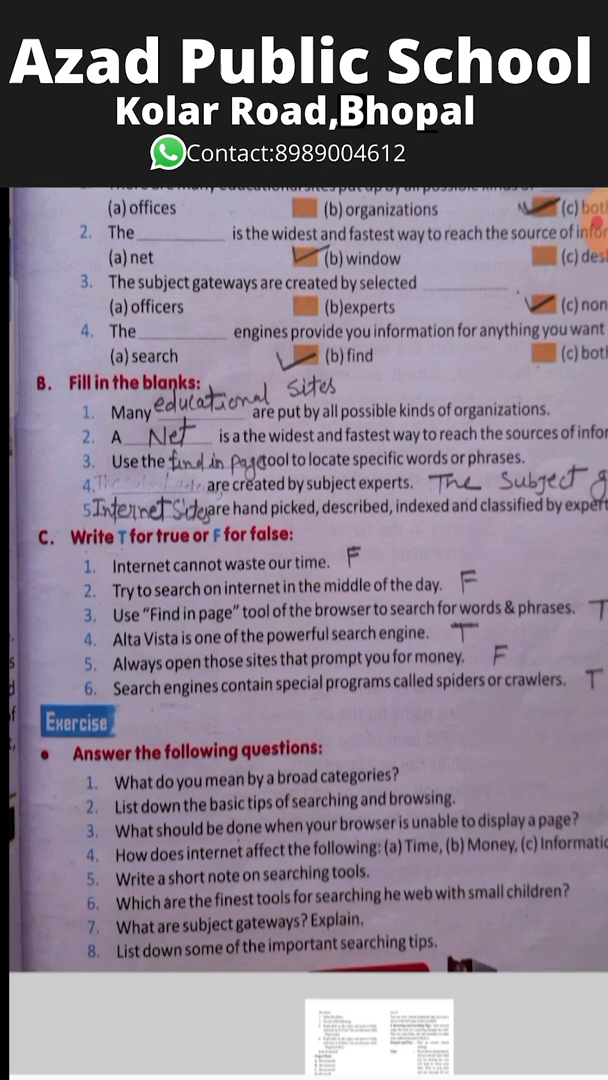 Azad Public School
Kolar Road,Bhopal
Contact:8989004612
(a) offices (b) organizations (c) both
2. The________ is the widest and fastest way to reach the source of infor
(a) net (b) window (c) des
3. The subject gateways are created by selected ________
(a) officers (b)experts (c) non
4. The________ engines provide you information for anything you want
(a) search (b) find (c) both
B. Fill in the blanks:
1. Many educational sites are put by all possible kinds of organizations.
2. A Net is a the widest and fastest way to reach the sources of infor
3. Use the find in page tool to locate specific words or phrases.
4. are created by subject experts. The Subject g
5. Internet Sites are hand picked, described, indexed and classified by expert
C. Write T for true or F for false:
1. Internet cannot waste our time. F
2. Try to search on internet in the middle of the day. F
3. Use “Find in page” tool of the browser to search for words & phrases. T
4. Alta Vista is one of the powerful search engine. T
5. Always open those sites that prompt you for money. F
6. Search engines contain special programs called spiders or crawlers. T
Exercise
• Answer the following questions:
1. What do you mean by a broad categories?
2. List down the basic tips of searching and browsing.
3. What should be done when your browser is unable to display a page?
4. How does internet affect the following: (a) Time, (b) Money, (c) Informatio
5. Write a short note on searching tools.
6. Which are the finest tools for searching he web with small children?
7. What are subject gateways? Explain.
8. List down some of the important searching tips.